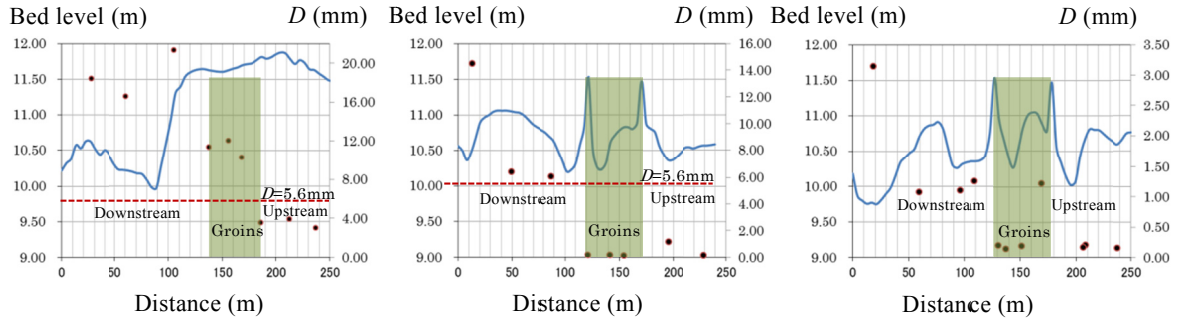 Bed level (m) D (mm)
12.00
11.50
11.00
10.50
10.00
9.50
9.00
20.00
16.00
12.00
8.00
4.00
0.00
D=5.6mm
Downstream
Upstream
Groins
0 50 100 150 200 250
Distance (m)
Bed level (m) D (mm)
12.00
11.50
11.00
10.50
10.00
9.50
9.00
16.00
14.00
12.00
10.00
8.00
6.00
4.00
2.00
0.00
D=5.6mm
Downstream
Upstream
Groins
0 50 100 150 200 250
Distance (m)
Bed level (m) D (mm)
12.00
11.50
11.00
10.50
10.00
9.50
9.00
3.50
3.00
2.50
2.00
1.50
1.00
0.50
0.00
Downstream
Upstream
Groins
0 50 100 150 200 250
Distance (m)